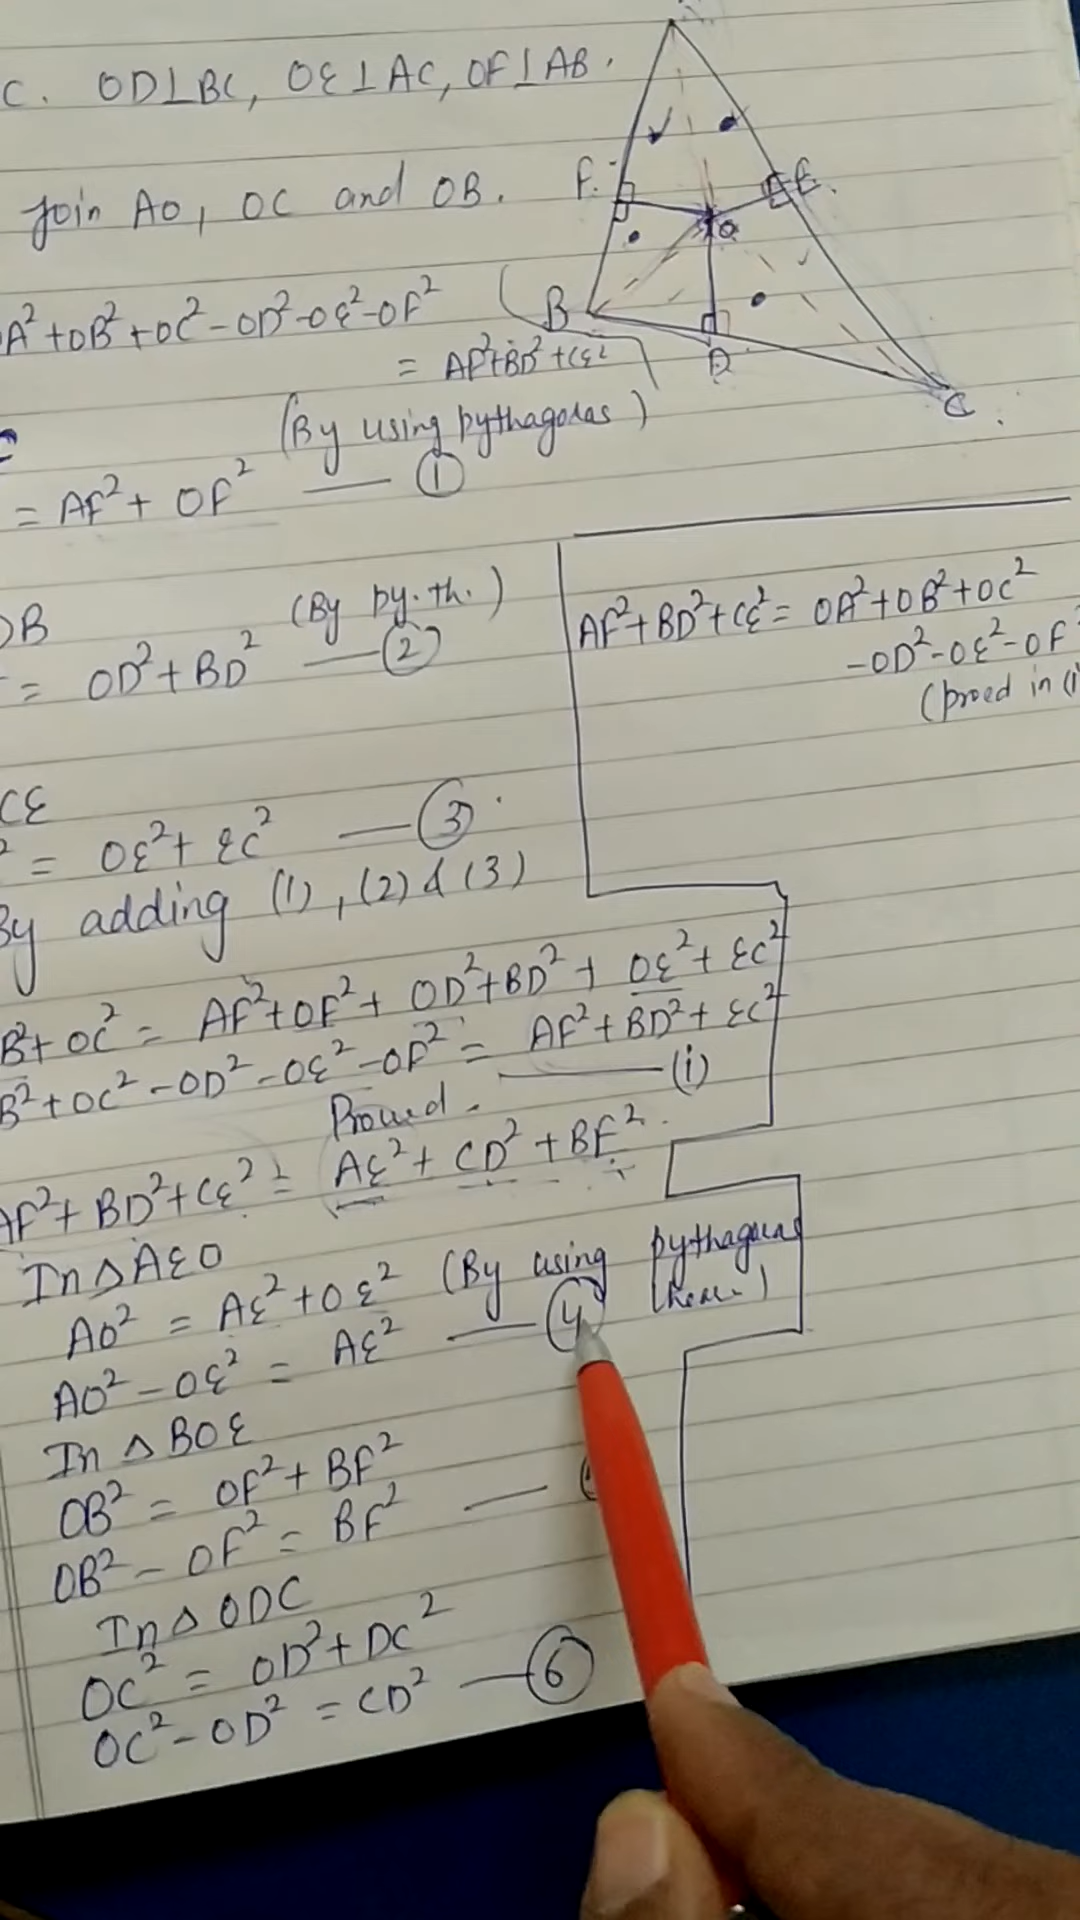 C. OD⊥BC, OE⊥AC, OF⊥AB.
Join AO, OC and OB.
A²+OB²+OC²-OD²-OE²-OF²
= AF²+BD²+CE²
(By using pythagoras)
= AF²+ OF² — ①
OB (By py.th.)
= OD²+BD² — ②
CE
² = OE²+ EC² — ③
By adding (1), (2) & (3)
B²+OC² = AF²+OF²+ OD²+BD²+ OE²+EC²
B²+OC²-OD²-OE²-OF² = AF²+BD²+EC²
— (i)
Proued.
AF²+BD²+CE² = AE²+ CD²+BF².
In △AEO
AO² = AE²+OE² (By using pythagoras
AO²-OE² = AE² — ④
In △ BOE
OB² = OF²+ BF²
OB²- OF² = BF² —
In △ ODC
OC² = OD²+DC²
OC²-OD² = CD² — ⑥
F.
E.
O
B
D
C
AF²+BD²+CE² = OA²+OB²+OC²
-OD²-OE²-OF²
(proed in (i